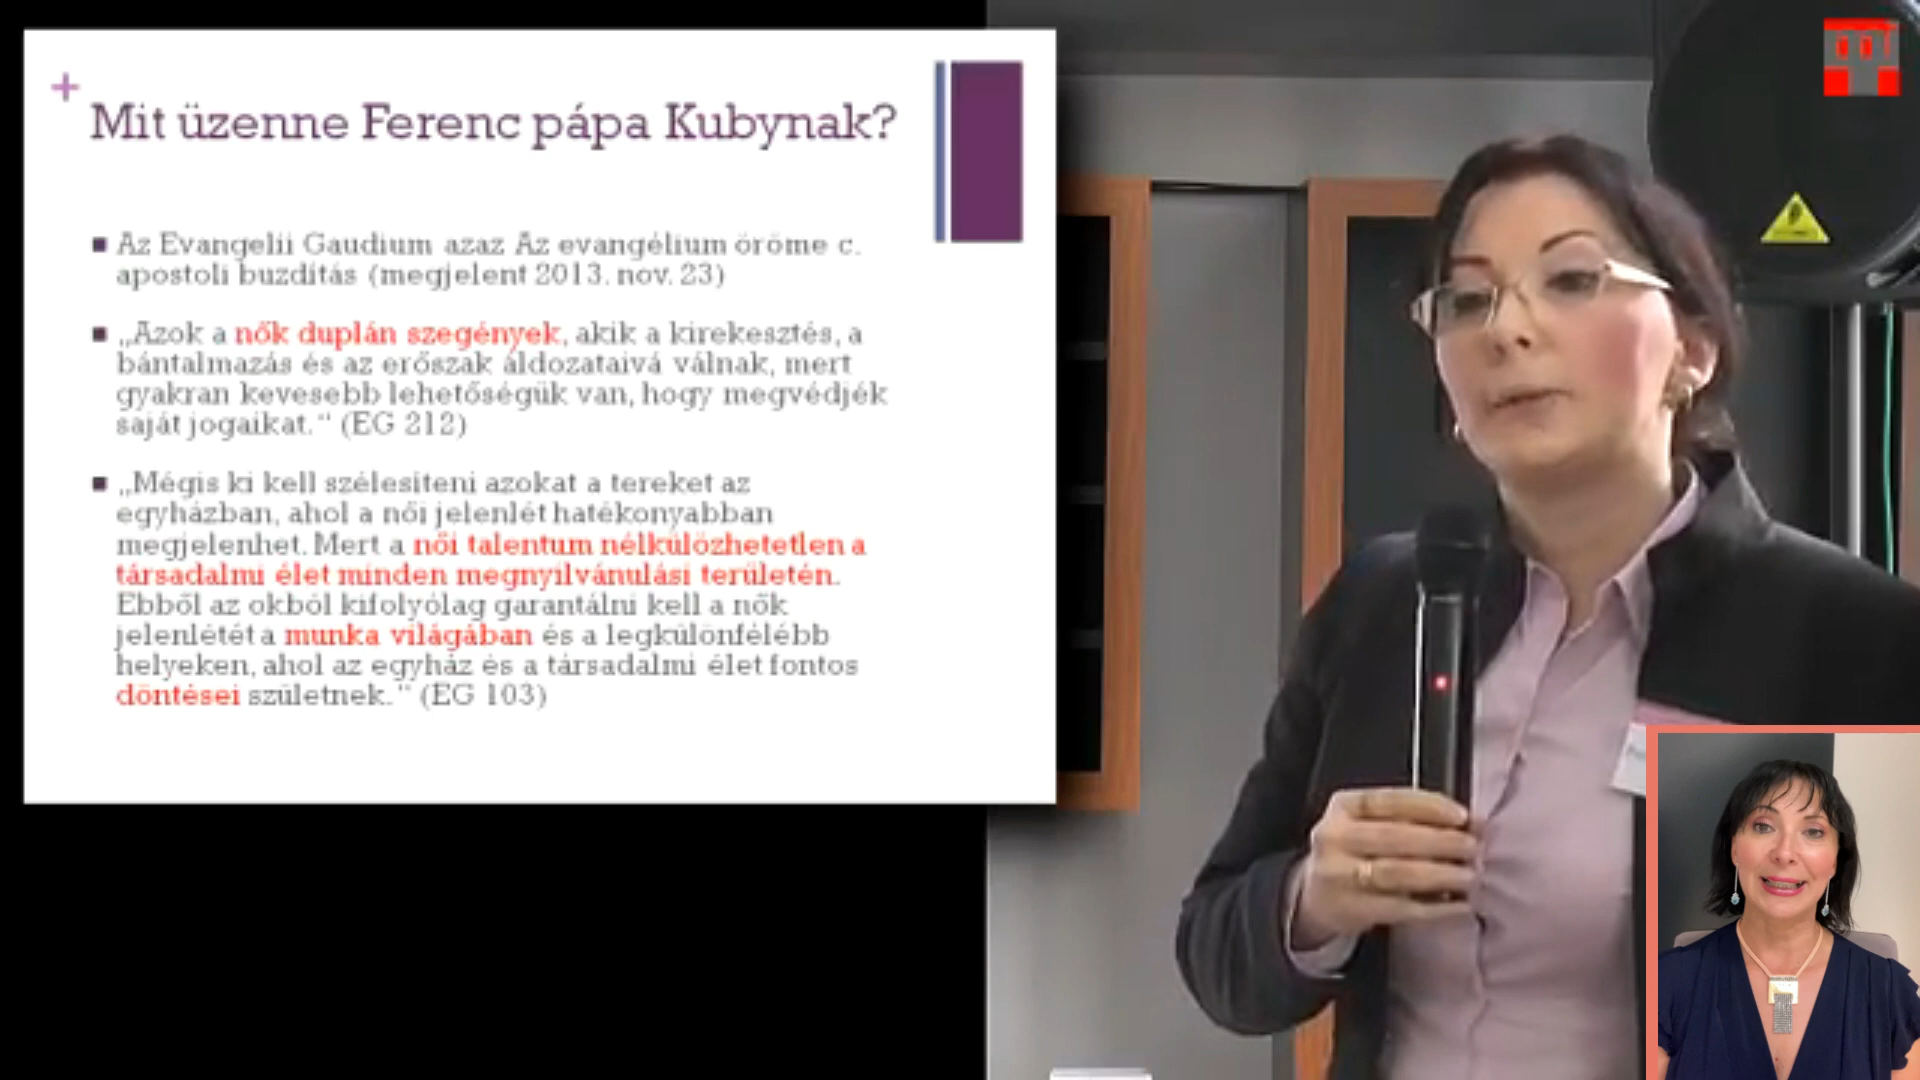 Mit üzenne Ferenc pápa Kubynak?
Az Evangelii Gaudium azaz Az evangélium öröme c.
apostoli buzdítás (megjelent 2013. nov. 23)
„Azok a nők duplán szegények, akik a kirekesztés, a
bántalmazás és az erőszak áldozataivá válnak, mert
gyakran kevesebb lehetőségük van, hogy megvédjék
saját jogaikat.“ (EG 212)
„Mégis ki kell szélesíteni azokat a tereket az
egyházban, ahol a női jelenlét hatékonyabban
megjelenhet. Mert a női talentum nélkülözhetetlen a
társadalmi élet minden megnyilvánulási területén.
Ebből az okból kifolyólag garantálni kell a nők
jelenlétét a munka világában és a legkülönfélébb
helyeken, ahol az egyház és a társadalmi élet fontos
döntései születnek.“ (EG 103)